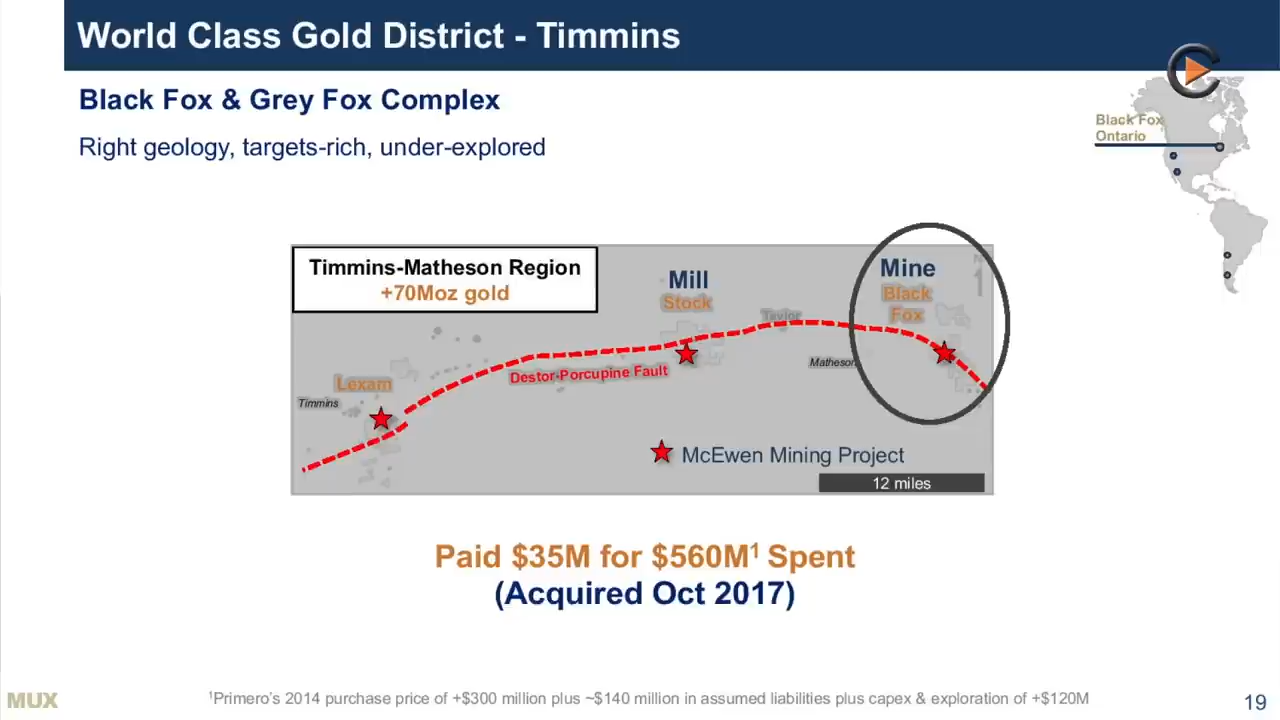 World Class Gold District - Timmins
Black Fox & Grey Fox Complex
Right geology, targets-rich, under-explored
Black Fox
Ontario
Timmins-Matheson Region
+70Moz gold
Mill
Stock
Mine
Black
Fox
Taylor
Matheson
Destor-Porcupine Fault
Lexam
Timmins
McEwen Mining Project
12 miles
Paid $35M for $560M¹ Spent
(Acquired Oct 2017)
¹Primero's 2014 purchase price of +$300 million plus ~$140 million in assumed liabilities plus capex & exploration of +$120M
MUX
19